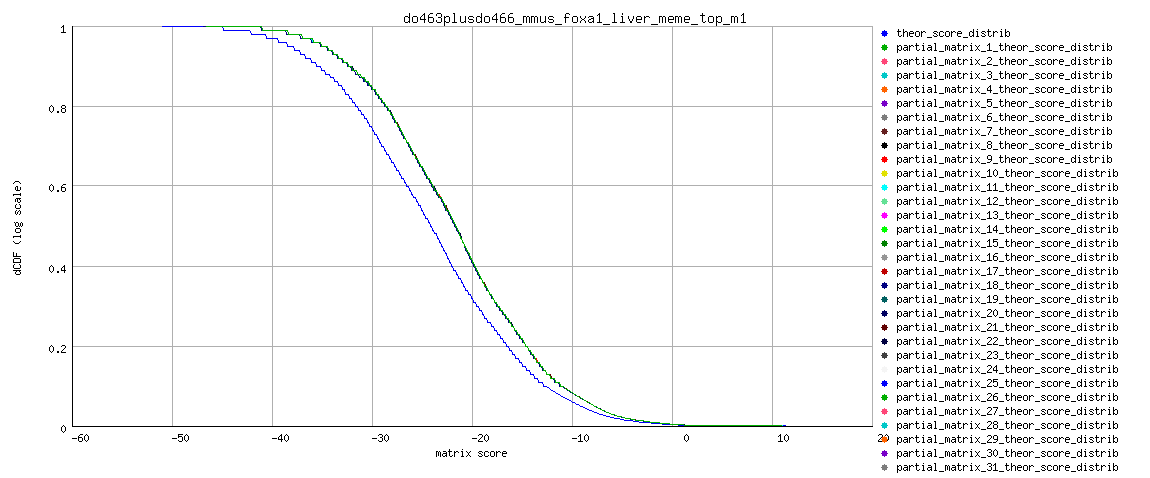 do463plusdo466_mmus_foxa1_liver_meme_top_m1
1
0.8
0.6
0.4
0.2
0
dCDF (log scale)
-60 -50 -40 -30 -20 -10 0 10 20
matrix score
theor_score_distrib
partial_matrix_1_theor_score_distrib
partial_matrix_2_theor_score_distrib
partial_matrix_3_theor_score_distrib
partial_matrix_4_theor_score_distrib
partial_matrix_5_theor_score_distrib
partial_matrix_6_theor_score_distrib
partial_matrix_7_theor_score_distrib
partial_matrix_8_theor_score_distrib
partial_matrix_9_theor_score_distrib
partial_matrix_10_theor_score_distrib
partial_matrix_11_theor_score_distrib
partial_matrix_12_theor_score_distrib
partial_matrix_13_theor_score_distrib
partial_matrix_14_theor_score_distrib
partial_matrix_15_theor_score_distrib
partial_matrix_16_theor_score_distrib
partial_matrix_17_theor_score_distrib
partial_matrix_18_theor_score_distrib
partial_matrix_19_theor_score_distrib
partial_matrix_20_theor_score_distrib
partial_matrix_21_theor_score_distrib
partial_matrix_22_theor_score_distrib
partial_matrix_23_theor_score_distrib
partial_matrix_24_theor_score_distrib
partial_matrix_25_theor_score_distrib
partial_matrix_26_theor_score_distrib
partial_matrix_27_theor_score_distrib
partial_matrix_28_theor_score_distrib
partial_matrix_29_theor_score_distrib
partial_matrix_30_theor_score_distrib
partial_matrix_31_theor_score_distrib